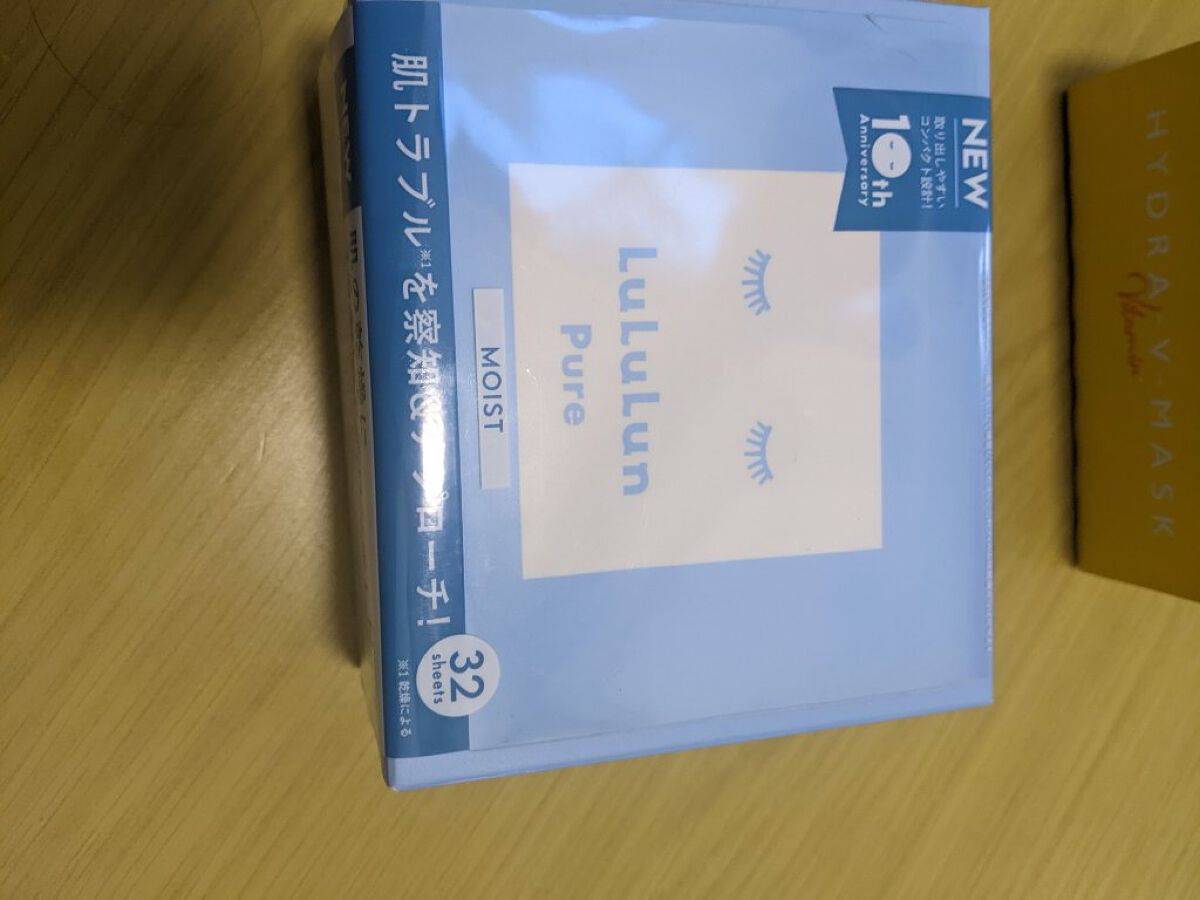 NEW
取り出しやすい
コンパクト設計!
10th
Anniversary
LuLuLun
Pure
MOIST
肌トラブル※1を察知&アプローチ!
32
sheets
※1 乾燥による
NEW
HYDRA-V-MASK
Vitamin